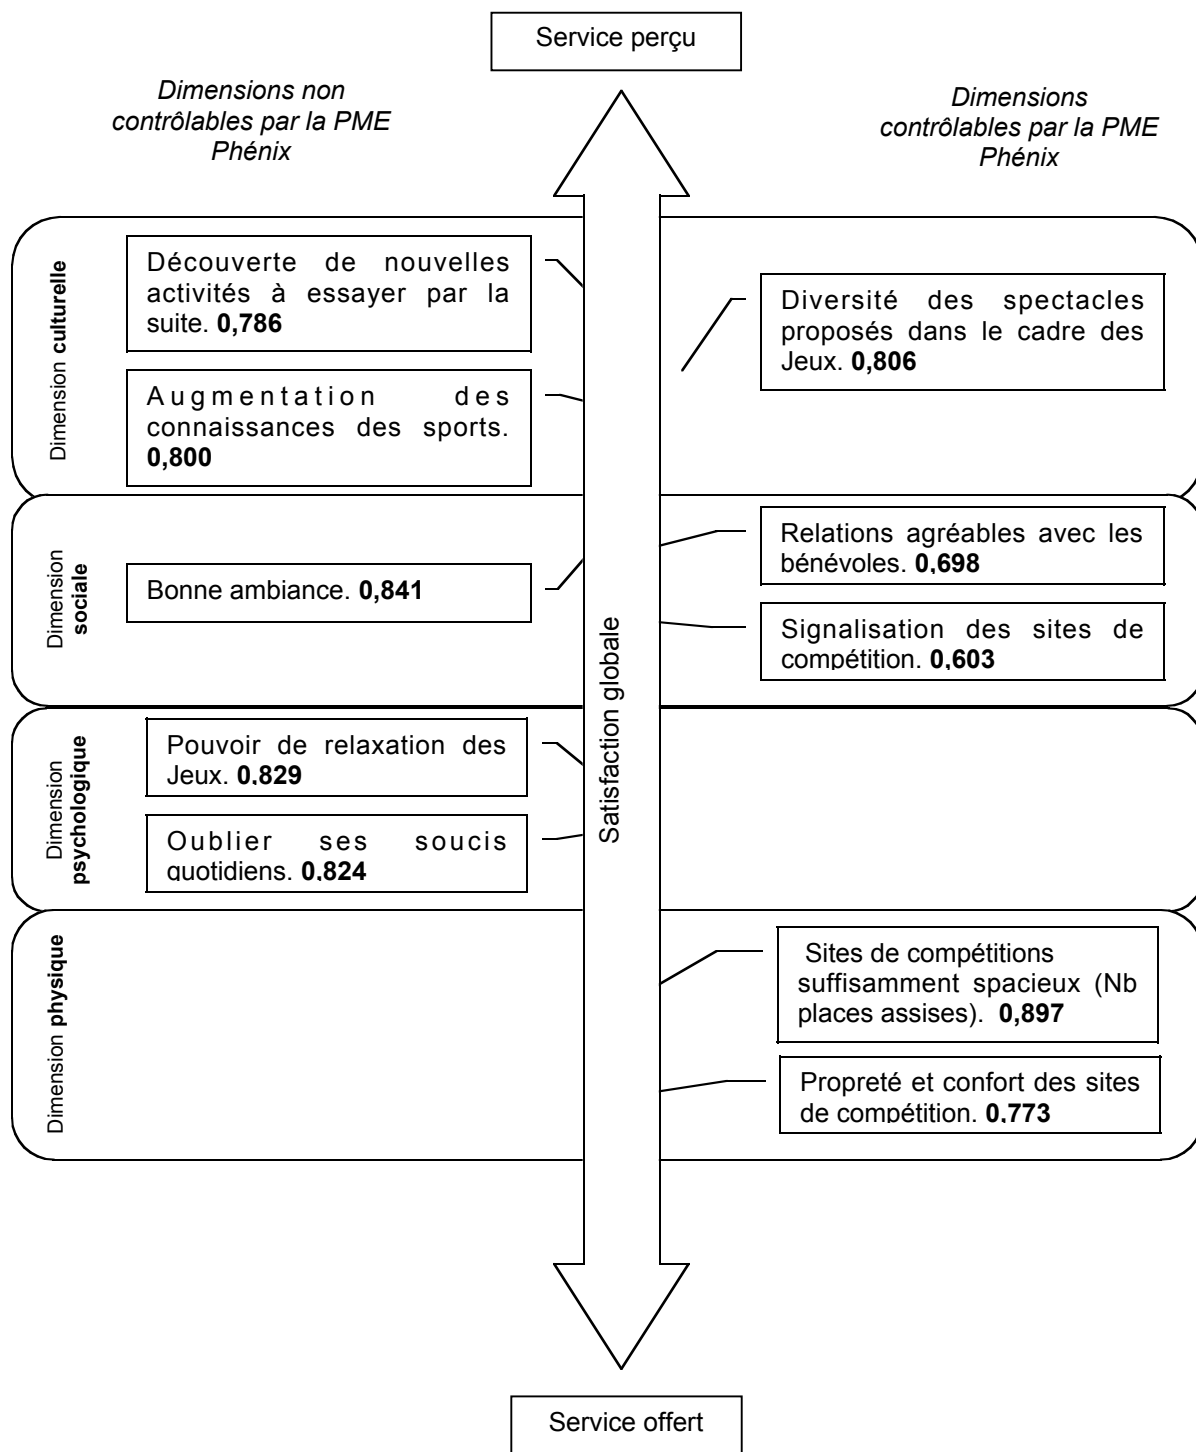 Service perçu
Dimensions non
contrôlables par la PME
Phénix
Dimensions
contrôlables par la PME
Phénix
Dimension culturelle
Découverte de nouvelles
activités à essayer par la
suite. 0,786
Augmentation des
connaissances des sports.
0,800
Diversité des spectacles
proposés dans le cadre des
Jeux. 0,806
Dimension
sociale
Bonne ambiance. 0,841
Relations agréables avec les
bénévoles. 0,698
Signalisation des sites de
compétition. 0,603
Satisfaction globale
Dimension
psychologique
Pouvoir de relaxation des
Jeux. 0,829
Oublier ses soucis
quotidiens. 0,824
Dimension physique
Sites de compétitions
suffisamment spacieux (Nb
places assises). 0,897
Propreté et confort des sites
de compétition. 0,773
Service offert